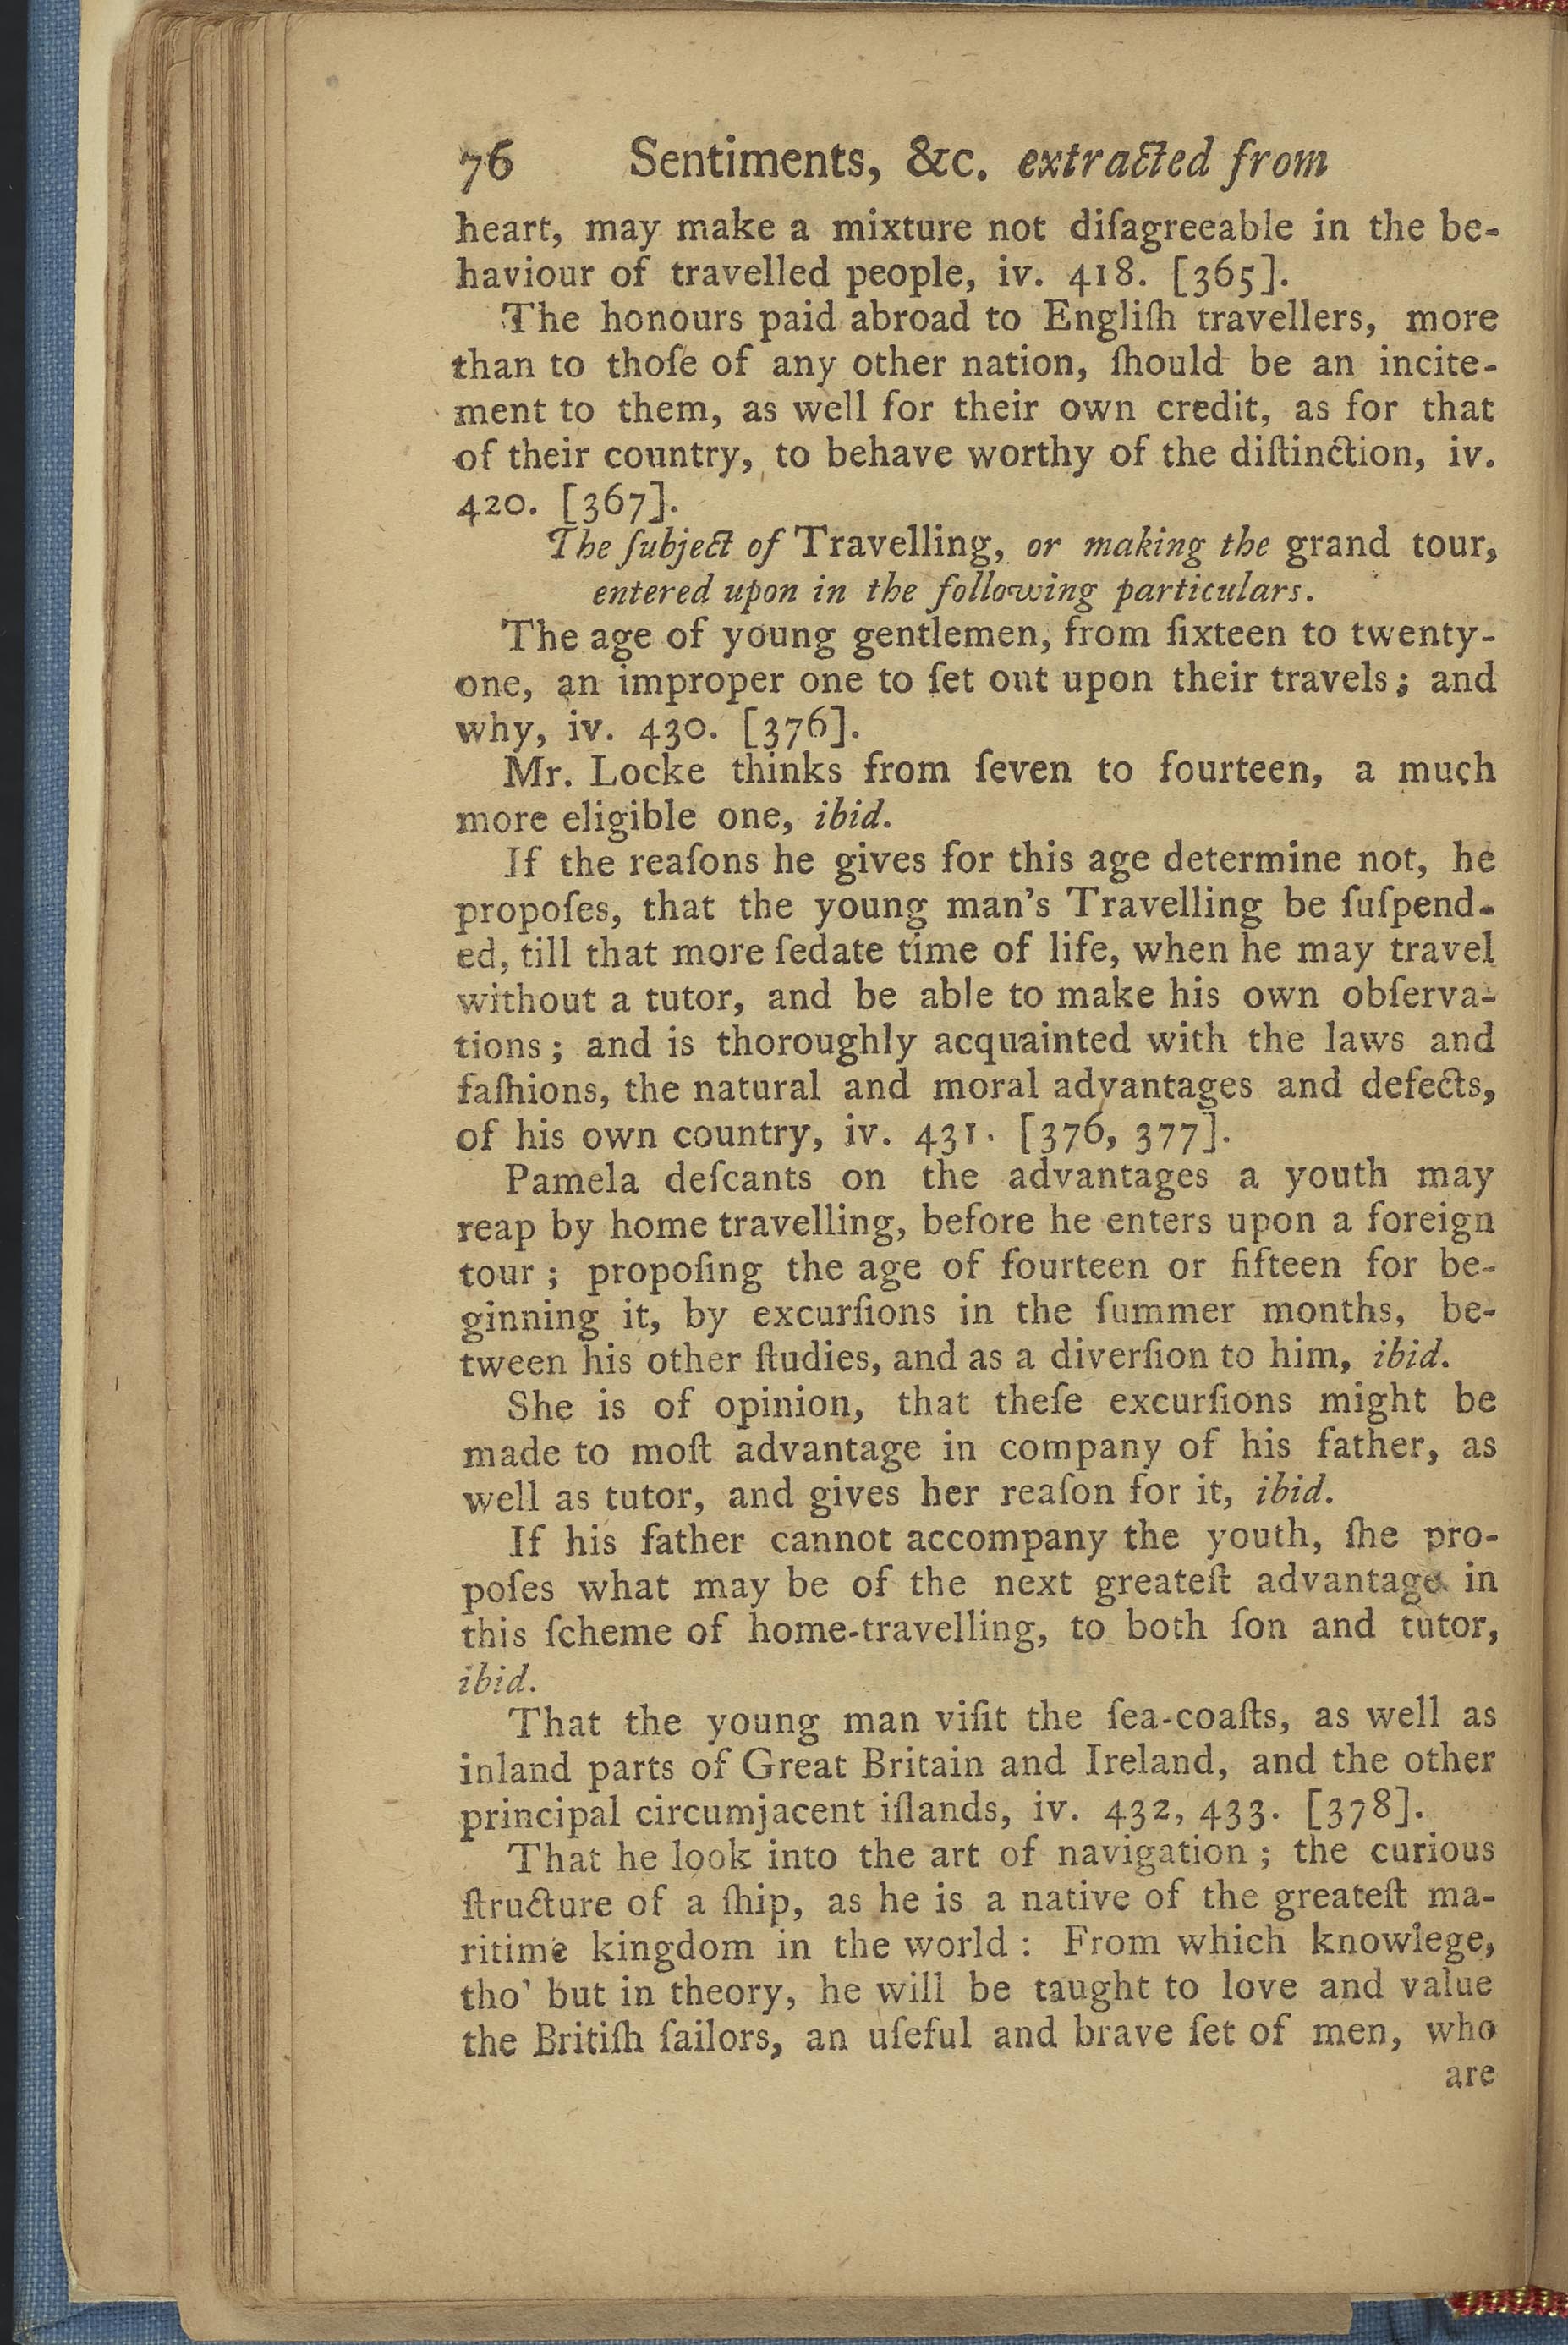 76 Sentiments, &c. extracted from
heart, may make a mixture not diſagreeable in the be-
haviour of travelled people, iv. 418. [365].
The honours paid abroad to Engliſh travellers, more
than to thoſe of any other nation, ſhould be an incite-
ment to them, as well for their own credit, as for that
of their country, to behave worthy of the diſtinction, iv.
420. [367].
The ſubject of Travelling, or making the grand tour,
entered upon in the following particulars.
The age of young gentlemen, from ſixteen to twenty-
one, an improper one to ſet out upon their travels; and
why, iv. 430. [376].
Mr. Locke thinks from ſeven to fourteen, a much
more eligible one, ibid.
If the reaſons he gives for this age determine not, he
propoſes, that the young man's Travelling be ſuſpend-
ed, till that more ſedate time of life, when he may travel
without a tutor, and be able to make his own obſerva-
tions; and is thoroughly acquainted with the laws and
faſhions, the natural and moral advantages and defects,
of his own country, iv. 431. [376, 377].
Pamela deſcants on the advantages a youth may
reap by home travelling, before he enters upon a foreign
tour; propoſing the age of fourteen or fifteen for be-
ginning it, by excurſions in the ſummer months, be-
tween his other ſtudies, and as a diverſion to him, ibid.
She is of opinion, that theſe excurſions might be
made to moſt advantage in company of his father, as
well as tutor, and gives her reaſon for it, ibid.
If his father cannot accompany the youth, ſhe pro-
poſes what may be of the next greateſt advantage in
this ſcheme of home-travelling, to both ſon and tutor,
ibid.
That the young man viſit the ſea-coaſts, as well as
inland parts of Great Britain and Ireland, and the other
principal circumjacent iſlands, iv. 432, 433. [378].
That he look into the art of navigation; the curious
ſtructure of a ſhip, as he is a native of the greateſt ma-
ritime kingdom in the world: From which knowlege,
tho' but in theory, he will be taught to love and value
the Britiſh ſailors, an uſeful and brave ſet of men, who
are